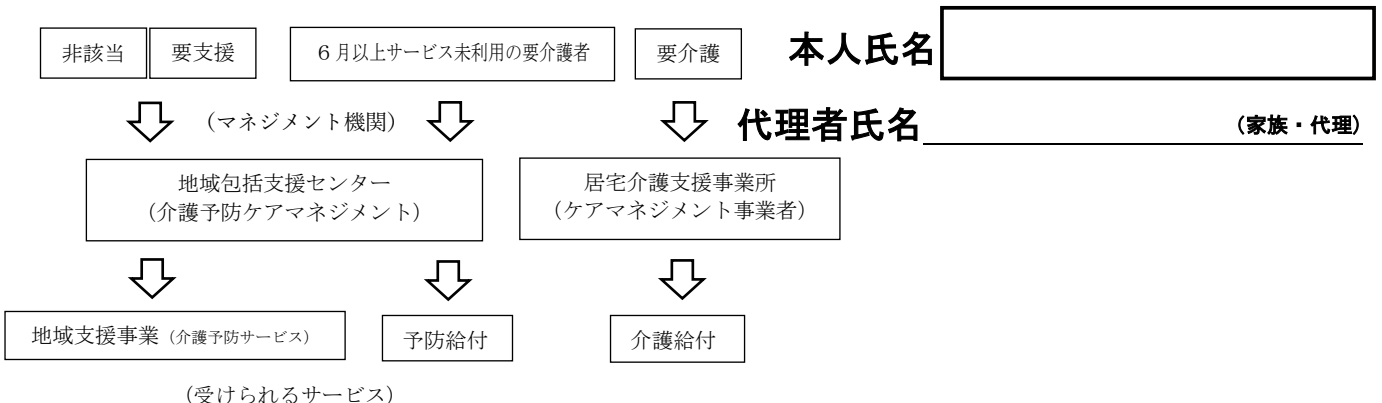 非該当 要支援 6月以上サービス未利用の要介護者 要介護 本人氏名
(マネジメント機関) 代理者氏名 (家族・代理)
地域包括支援センター 居宅介護支援事業所
(介護予防ケアマネジメント) (ケアマネジメント事業者)
地域支援事業(介護予防サービス) 予防給付 介護給付
(受けられるサービス)